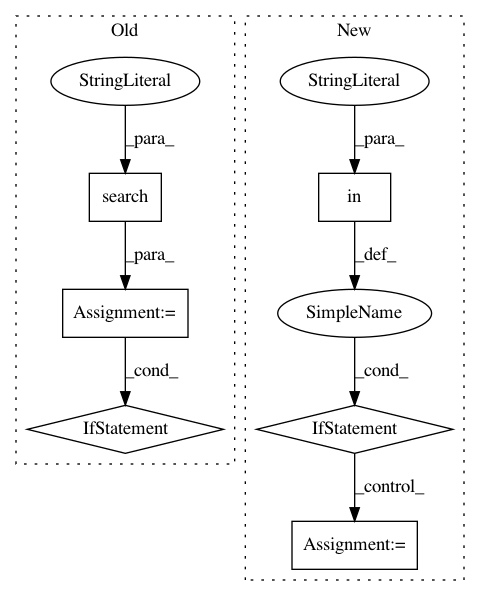 Old
StringLiteral
_para_
search
_para_
Assignment:=
_cond_
IfStatement
New
StringLiteral
_para_
in
_def_
SimpleName
_cond_
IfStatement
_control_
Assignment:=